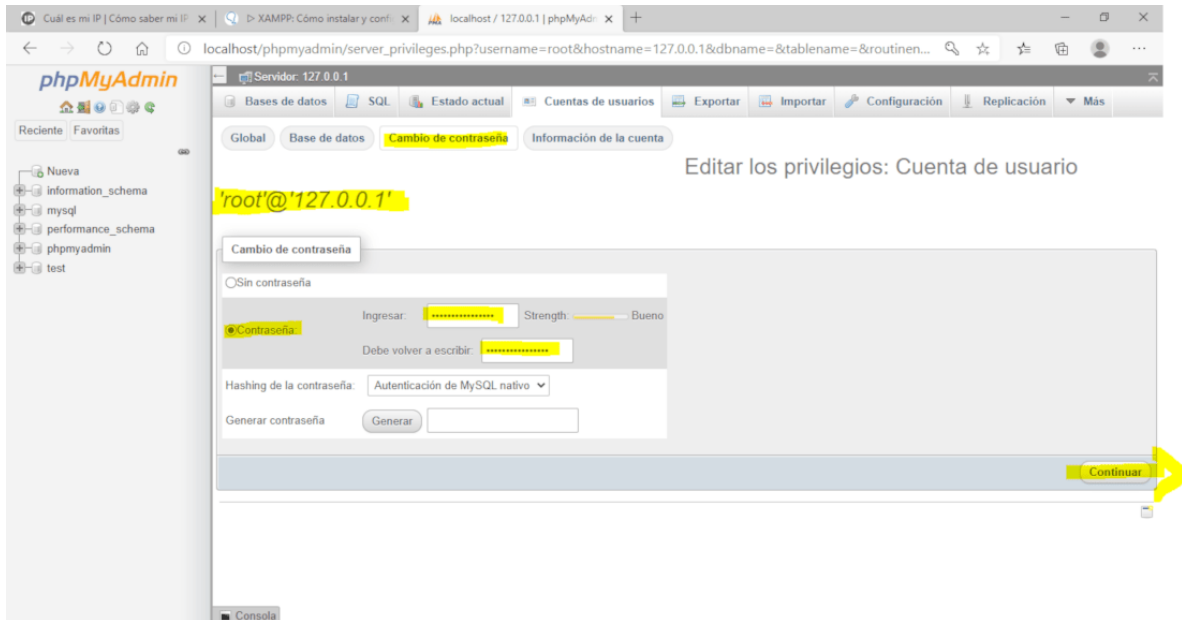 Cuál es mi IP | Cómo saber mi IP
▷ XAMPP: Cómo instalar y confi
localhost / 127.0.0.1 | phpMyAdm
localhost/phpmyadmin/server_privileges.php?username=root&hostname=127.0.0.1&dbname=&tablename=&routinen...
phpMyAdmin
Reciente Favoritas
Nueva
information_schema
mysql
performance_schema
phpmyadmin
test
Servidor: 127.0.0.1
Bases de datos SQL Estado actual Cuentas de usuarios Exportar Importar Configuración Replicación Más
Global Base de datos Cambio de contraseña Información de la cuenta
Editar los privilegios: Cuenta de usuario
'root'@'127.0.0.1'
Cambio de contraseña
Sin contraseña
Contraseña:
Ingresar: Strength: Bueno
Debe volver a escribir:
Hashing de la contraseña: Autenticación de MySQL nativo
Generar contraseña Generar
Continuar
Consola